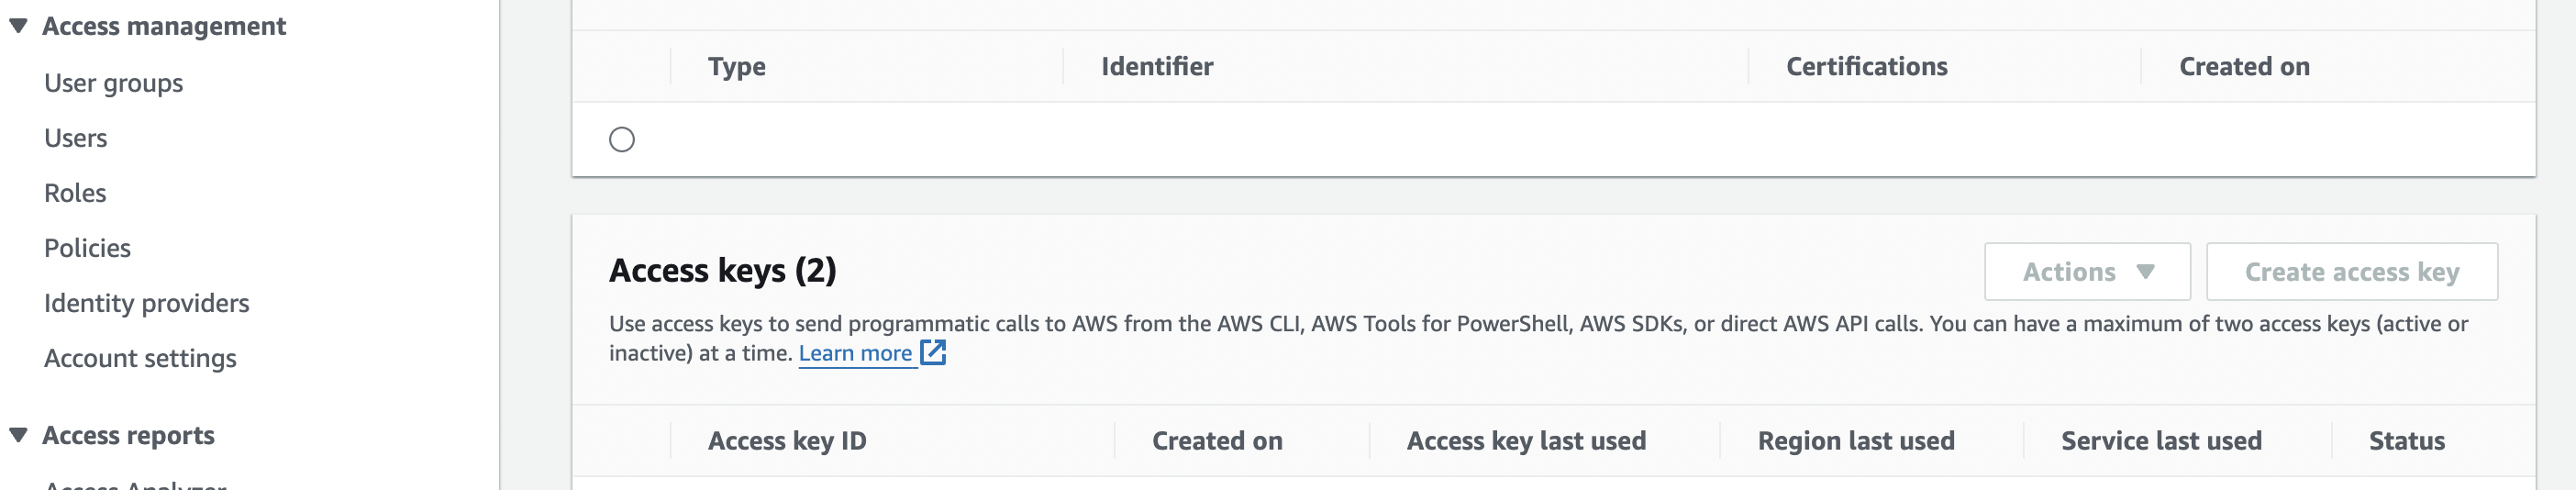 Access management
User groups
Users
Roles
Policies
Identity providers
Account settings
Access reports
Access Analyzer
Type Identifier Certifications Created on
Access keys (2)
Actions Create access key
Use access keys to send programmatic calls to AWS from the AWS CLI, AWS Tools for PowerShell, AWS SDKs, or direct AWS API calls. You can have a maximum of two access keys (active or
inactive) at a time. Learn more
Access key ID Created on Access key last used Region last used Service last used Status